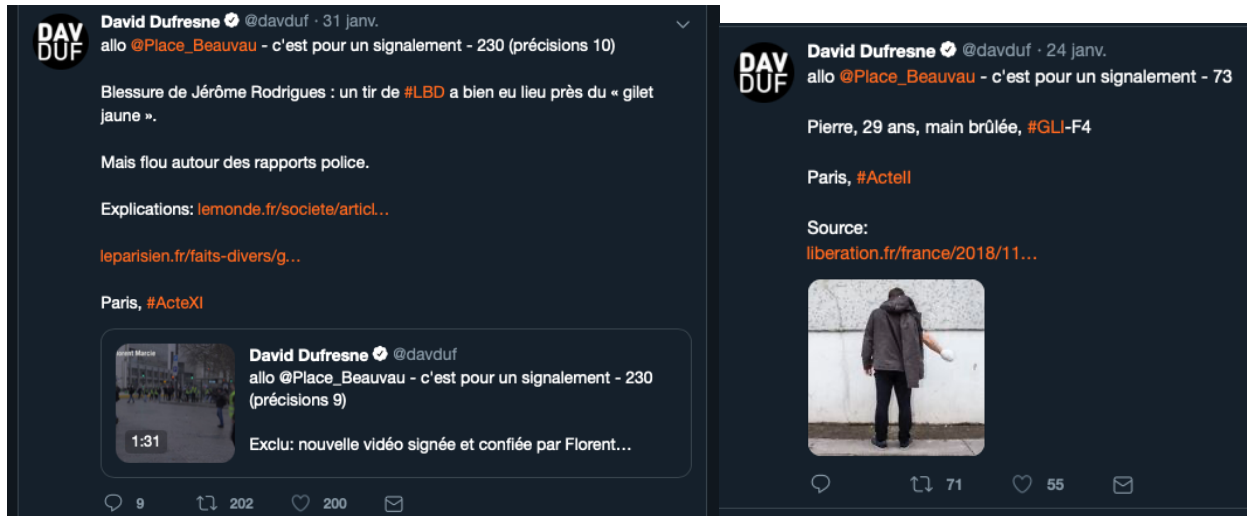 DAV
DUF
David Dufresne @davduf · 31 janv.
allo @Place_Beauvau - c'est pour un signalement - 230 (précisions 10)
Blessure de Jérôme Rodrigues : un tir de #LBD a bien eu lieu près du « gilet
jaune ».
Mais flou autour des rapports police.
Explications: lemonde.fr/societe/articl…
leparisien.fr/faits-divers/g…
Paris, #ActeXI
David Dufresne @davduf
allo @Place_Beauvau - c'est pour un signalement - 230
(précisions 9)
Exclu: nouvelle vidéo signée et confiée par Florent…
orent Marcie
1:31
9 202 200
DAV
DUF
David Dufresne @davduf · 24 janv.
allo @Place_Beauvau - c'est pour un signalement - 73
Pierre, 29 ans, main brûlée, #GLI-F4
Paris, #ActeII
Source:
liberation.fr/france/2018/11…
71 55